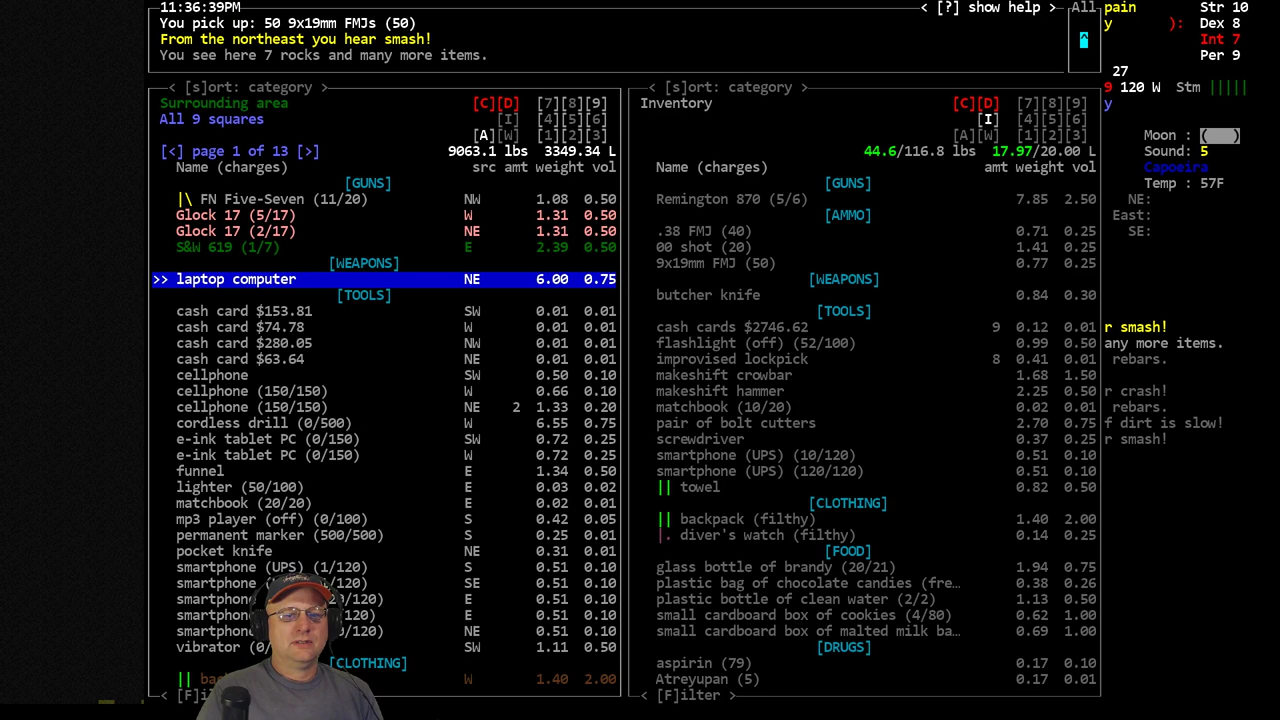 11:36:39PM
< [?] show help >
You pick up: 50 9x19mm FMJs (50)
From the northeast you hear smash!
You see here 7 rocks and many more items.
All
^
pain
y
):
Str 10
Dex 8
Int 7
Per 9
27
9 120 W Stm |||||
y
Moon : (   )
Sound: 5
Capoeira
Temp : 57F
NE:
East:
SE:
r smash!
any more items.
rebars.
r crash!
rebars.
f dirt is slow!
r smash!
< [s]ort: category >
Surrounding area [C][D] [7][8][9]
All 9 squares [I] [4][5][6]
[A][W] [1][2][3]
[<] page 1 of 13 [>] 9063.1 lbs 3349.34 L
Name (charges) src amt weight vol
[GUNS]
|\ FN Five-Seven (11/20) NW 1.08 0.50
Glock 17 (5/17) W 1.31 0.50
Glock 17 (2/17) NE 1.31 0.50
S&W 619 (1/7) E 2.39 0.50
[WEAPONS]
>> laptop computer NE 6.00 0.75
[TOOLS]
cash card $153.81 SW 0.01 0.01
cash card $74.78 W 0.01 0.01
cash card $280.05 NW 0.01 0.01
cash card $63.64 NE 0.01 0.01
cellphone SW 0.50 0.10
cellphone (150/150) W 0.66 0.10
cellphone (150/150) NE 2 1.33 0.20
cordless drill (0/500) W 6.55 0.75
e-ink tablet PC (0/150) SW 0.72 0.25
e-ink tablet PC (0/150) W 0.72 0.25
funnel E 1.34 0.50
lighter (50/100) E 0.03 0.02
matchbook (20/20) E 0.02 0.01
mp3 player (off) (0/100) S 0.42 0.05
permanent marker (500/500) S 0.25 0.01
pocket knife NE 0.31 0.01
smartphone (UPS) (1/120) S 0.51 0.10
smartphone /120) SE 0.51 0.10
smartphone /120) E 0.51 0.10
smartphone /120) E 0.51 0.10
smartphone /120) NE 0.51 0.10
vibrator (0/ SW 1.11 0.50
[CLOTHING]
|| W 1.40 2.00
< [F]
< [s]ort: category >
Inventory [C][D] [7][8][9]
[I] [4][5][6]
[A][W] [1][2][3]
44.6/116.8 lbs 17.97/20.00 L
Name (charges) amt weight vol
[GUNS]
Remington 870 (5/6) 7.85 2.50
[AMMO]
.38 FMJ (40) 0.71 0.25
00 shot (20) 1.41 0.25
9x19mm FMJ (50) 0.77 0.25
[WEAPONS]
butcher knife 0.84 0.30
[TOOLS]
cash cards $2746.62 9 0.12 0.01
flashlight (off) (52/100) 0.99 0.50
improvised lockpick 8 0.41 0.01
makeshift crowbar 1.68 1.50
makeshift hammer 2.25 0.50
matchbook (10/20) 0.02 0.01
pair of bolt cutters 2.70 0.75
screwdriver 0.37 0.25
smartphone (UPS) (10/120) 0.51 0.10
smartphone (UPS) (120/120) 0.51 0.10
|| towel 0.82 0.50
[CLOTHING]
|| backpack (filthy) 1.40 2.00
|. diver's watch (filthy) 0.14 0.25
[FOOD]
glass bottle of brandy (20/21) 1.94 0.75
plastic bag of chocolate candies (fre… 0.38 0.26
plastic bottle of clean water (2/2) 1.13 0.50
small cardboard box of cookies (4/80) 0.62 1.00
small cardboard box of malted milk ba… 0.69 1.00
[DRUGS]
aspirin (79) 0.17 0.10
Atreyupan (5) 0.17 0.01
< [F]ilter >